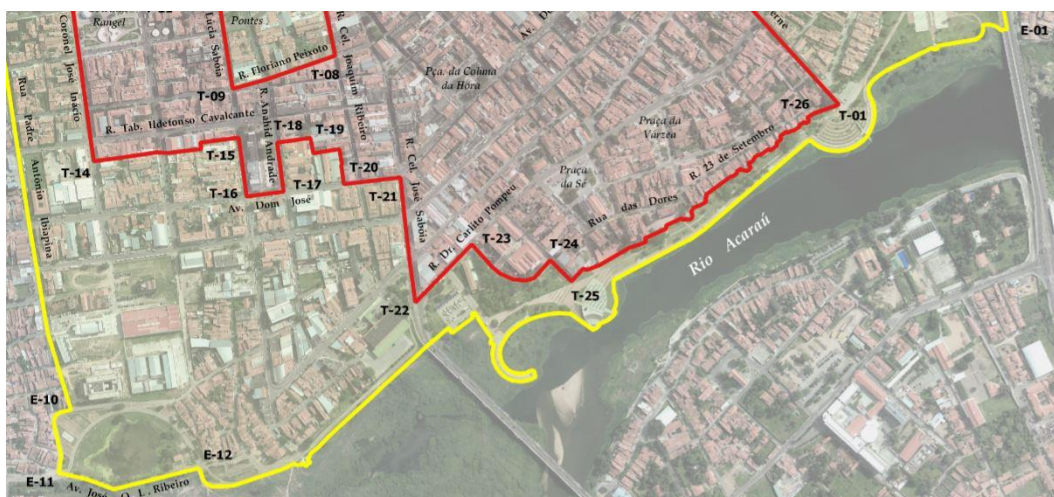 Rangel
Coronel José Inácio
Lúcia Sabóia
Pontes
R. Floriano Peixoto
R. Cel. Joaquim Ribeiro
T-08
T-09
Pça. da Coluna
da Hora
E-01
Rua Padre
Antônio Ibiapina
R. Tab. Ildefonso Cavalcante
R. Anahid Andrade
T-18
T-19
T-26
T-01
Praça da
Várzea
R. 23 de Setembro
T-14
T-15
T-16
T-17
T-20
T-21
Av. Dom José
R. Cel. José Sabóia
Praça
da Sé
Rua das Dores
R. Dr. Carlito Pompeu
T-23
T-24
Rio Acaraú
T-22
T-25
E-10
E-12
E-11
Av. José O. L. Ribeiro